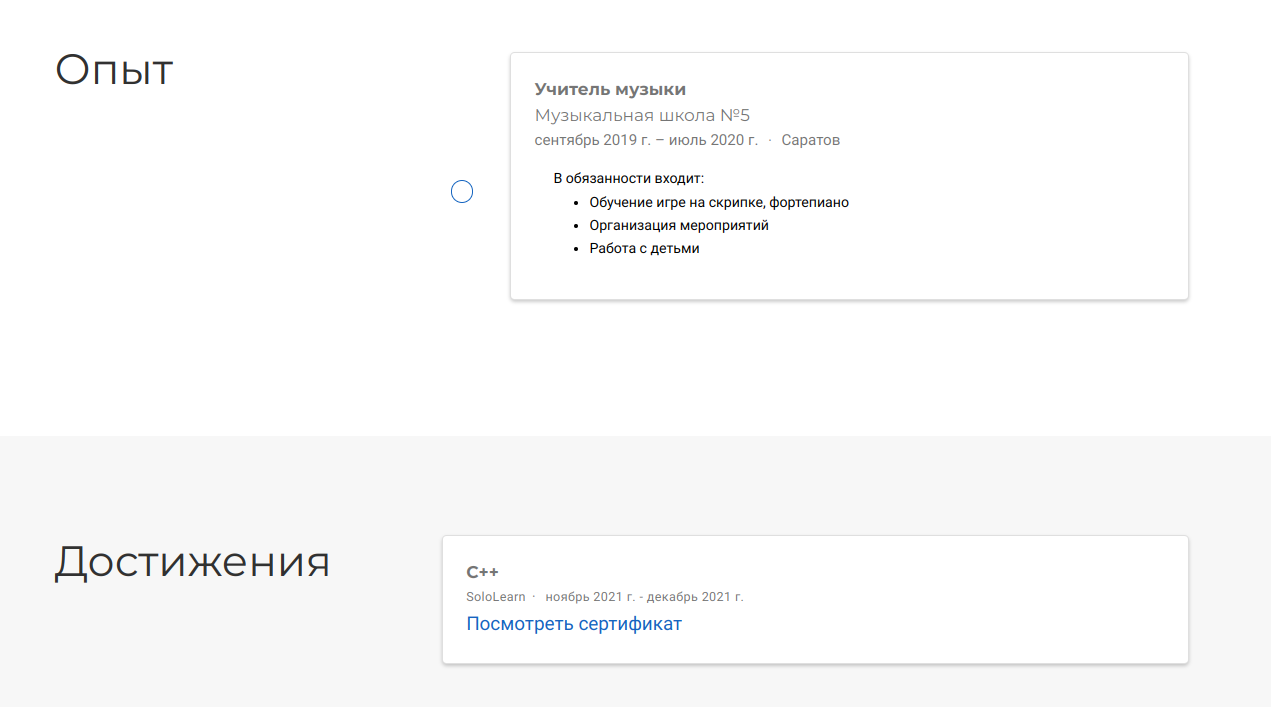 Опыт
Учитель музыки
Музыкальная школа №5
сентябрь 2019 г. – июль 2020 г. · Саратов
В обязанности входит:
• Обучение игре на скрипке, фортепиано
• Организация мероприятий
• Работа с детьми
Достижения
C++
SoloLearn · ноябрь 2021 г. - декабрь 2021 г.
Посмотреть сертификат